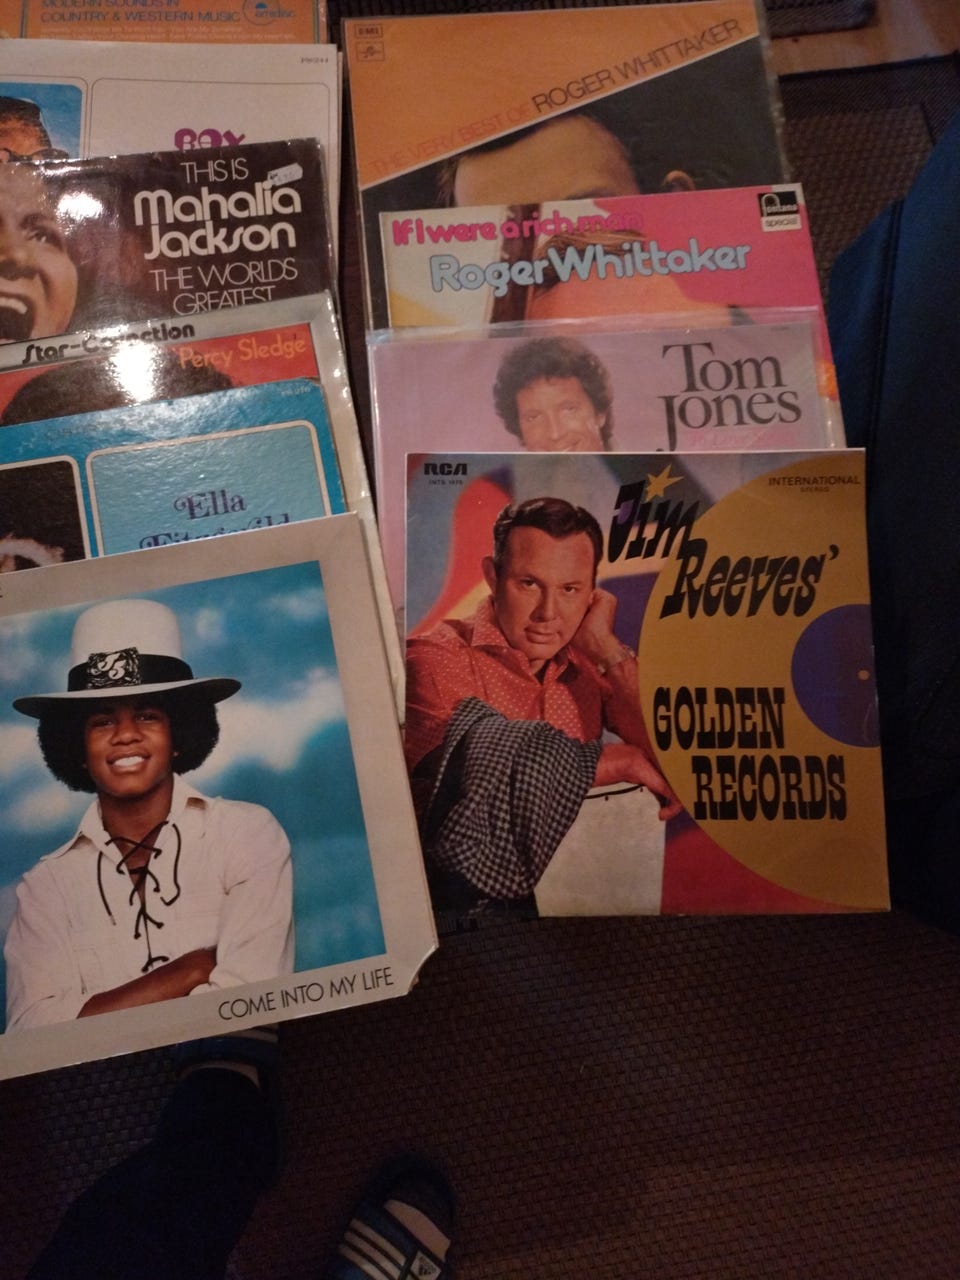 MODERN SOUNDS IN
COUNTRY & WESTERN MUSIC
emidisc
THIS IS
Mahalia
Jackson
THE WORLDS
GREATEST
Star-Collection
Percy Sledge
Ella
Fitzgerald
COME INTO MY LIFE
EMI
THE VERY BEST OF ROGER WHITTAKER
If I were a rich man
Roger Whittaker
fontana
special
Tom
Jones
RCA
INTERNATIONAL
STEREO
Jim
Reeves'
GOLDEN
RECORDS